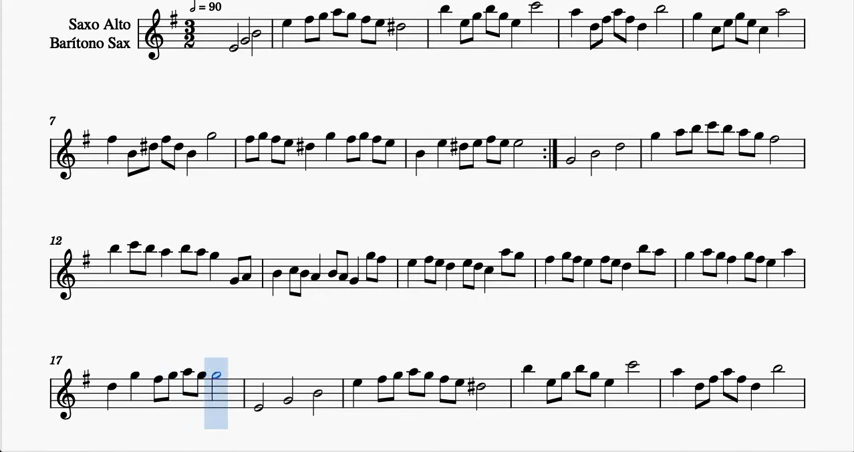 𝅗𝅥 = 90
Saxo Alto
Barítono Sax
3
2
7
12
17